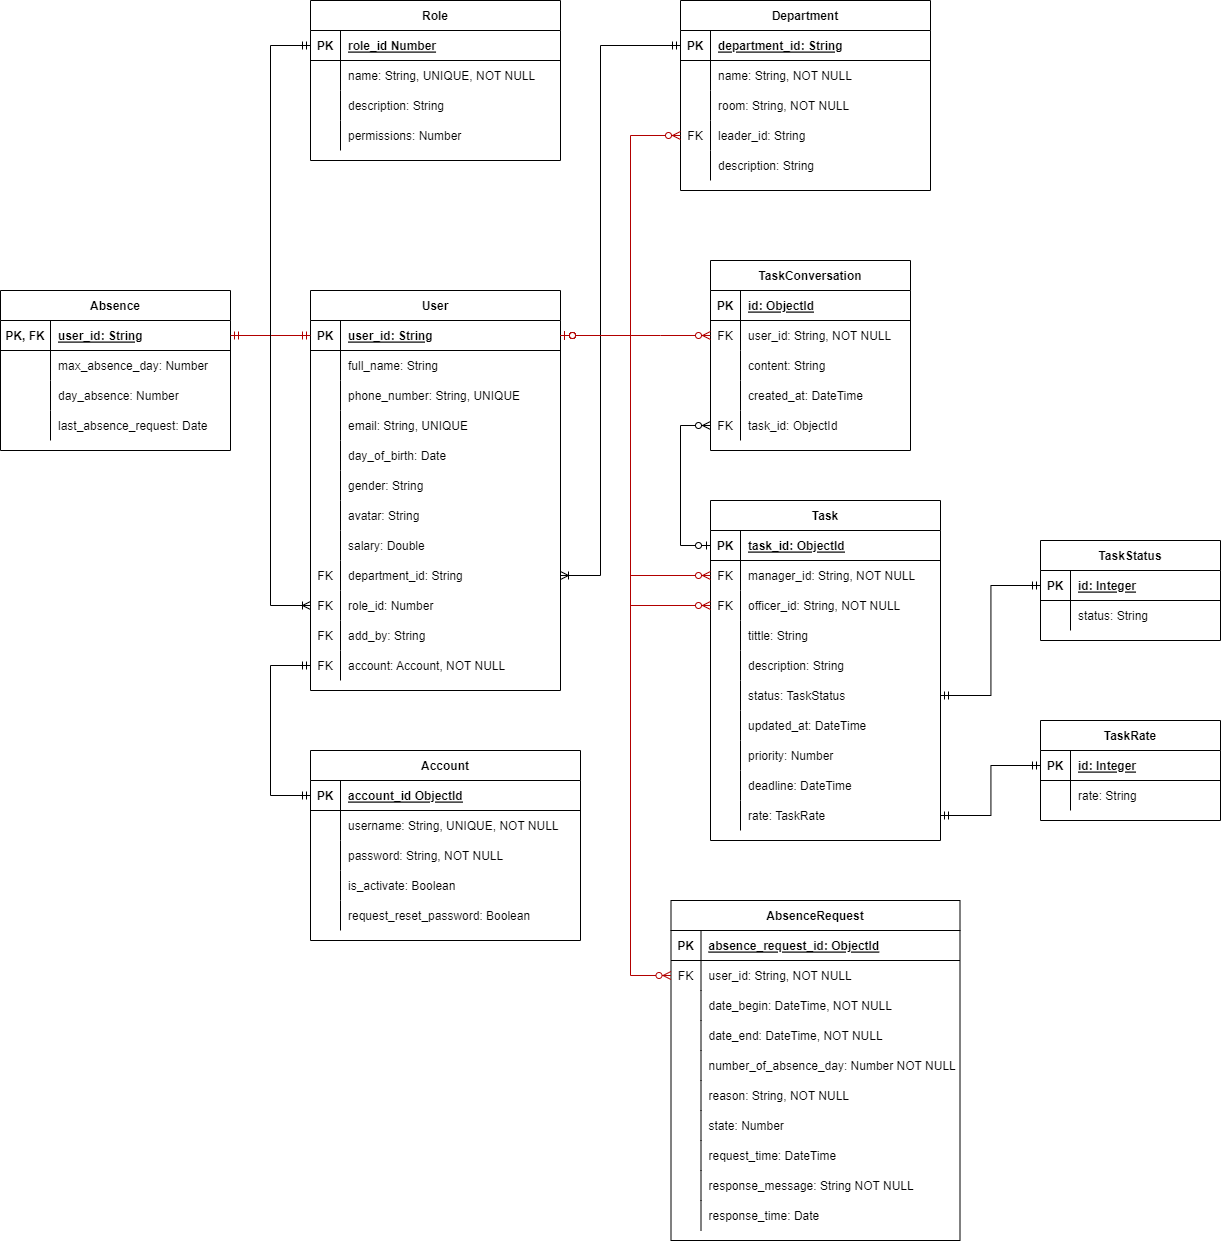 Role
PK role_id Number
name: String, UNIQUE, NOT NULL
description: String
permissions: Number
Department
PK department_id: String
name: String, NOT NULL
room: String, NOT NULL
FK leader_id: String
description: String
Absence
PK, FK user_id: String
max_absence_day: Number
day_absence: Number
last_absence_request: Date
User
PK user_id: String
full_name: String
phone_number: String, UNIQUE
email: String, UNIQUE
day_of_birth: Date
gender: String
avatar: String
salary: Double
FK department_id: String
FK role_id: Number
FK add_by: String
FK account: Account, NOT NULL
TaskConversation
PK id: ObjectId
FK user_id: String, NOT NULL
content: String
created_at: DateTime
FK task_id: ObjectId
Task
PK task_id: ObjectId
FK manager_id: String, NOT NULL
FK officer_id: String, NOT NULL
tittle: String
description: String
status: TaskStatus
updated_at: DateTime
priority: Number
deadline: DateTime
rate: TaskRate
TaskStatus
PK id: Integer
status: String
TaskRate
PK id: Integer
rate: String
Account
PK account_id ObjectId
username: String, UNIQUE, NOT NULL
password: String, NOT NULL
is_activate: Boolean
request_reset_password: Boolean
AbsenceRequest
PK absence_request_id: ObjectId
FK user_id: String, NOT NULL
date_begin: DateTime, NOT NULL
date_end: DateTime, NOT NULL
number_of_absence_day: Number NOT NULL
reason: String, NOT NULL
state: Number
request_time: DateTime
response_message: String NOT NULL
response_time: Date